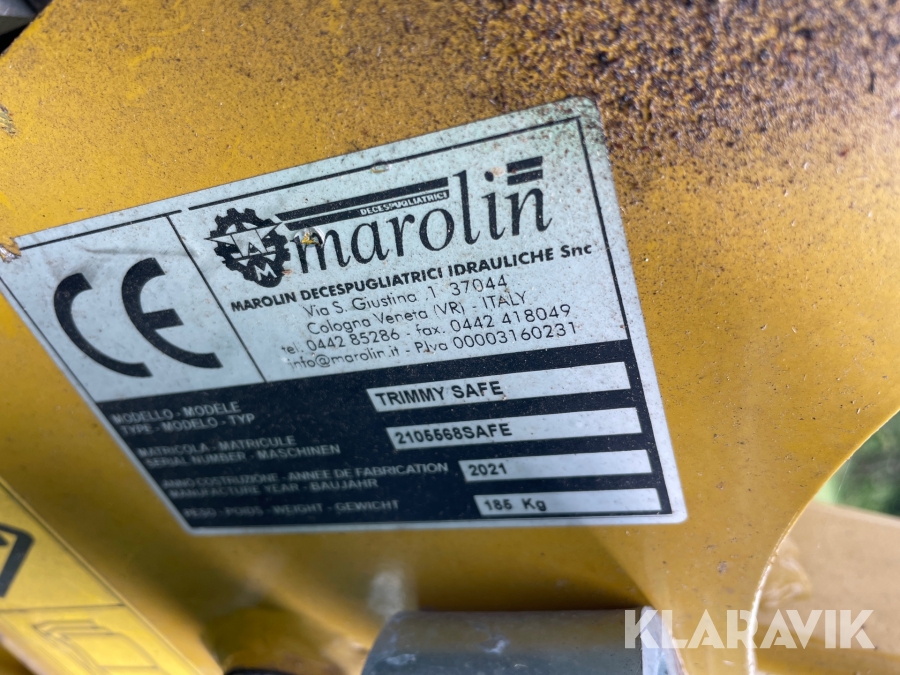 DECESPUGLIATRICI
marolin
AM
MAROLIN DECESPUGLIATRICI IDRAULICHE Snc
Via S. Giustina, 1 37044
Cologna Veneta (VR) - ITALY
tel. 0442 85286 - fax. 0442 418049
info@marolin.it - P.Iva 00003160231
CE
MODELLO - MODÈLE
TYPE - MODELO - TYP
TRIMMY SAFE
MATRICOLA - MATRICULE
SERIAL NUMBER - MASCHINEN
2105568SAFE
ANNO COSTRUZIONE - ANNEE DE FABRICATION
MANUFACTURE YEAR - BAUJAHR
2021
PESO - POIDS - WEIGHT - GEWICHT
185 Kg
KLARAVIK